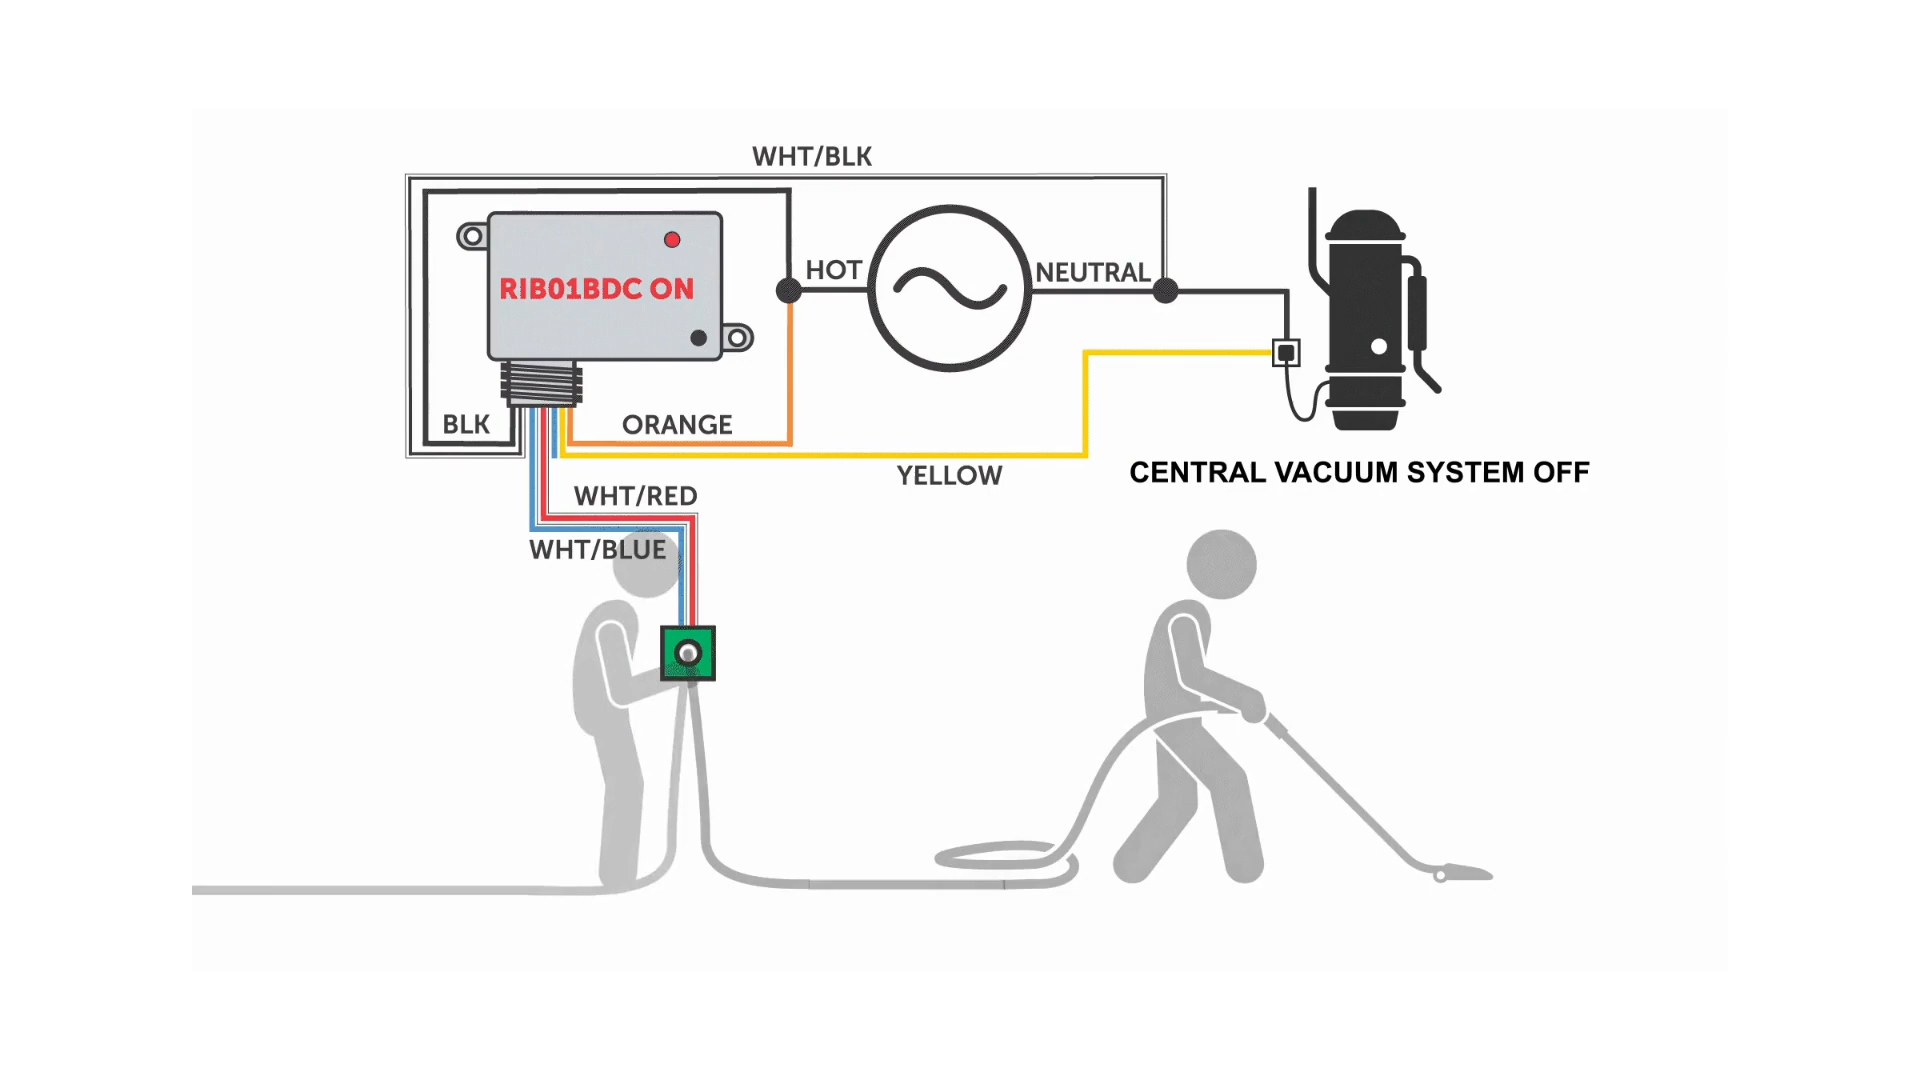 WHT/BLK
HOT
NEUTRAL
RIB01BDC ON
BLK
ORANGE
YELLOW
CENTRAL VACUUM SYSTEM OFF
WHT/RED
WHT/BLUE